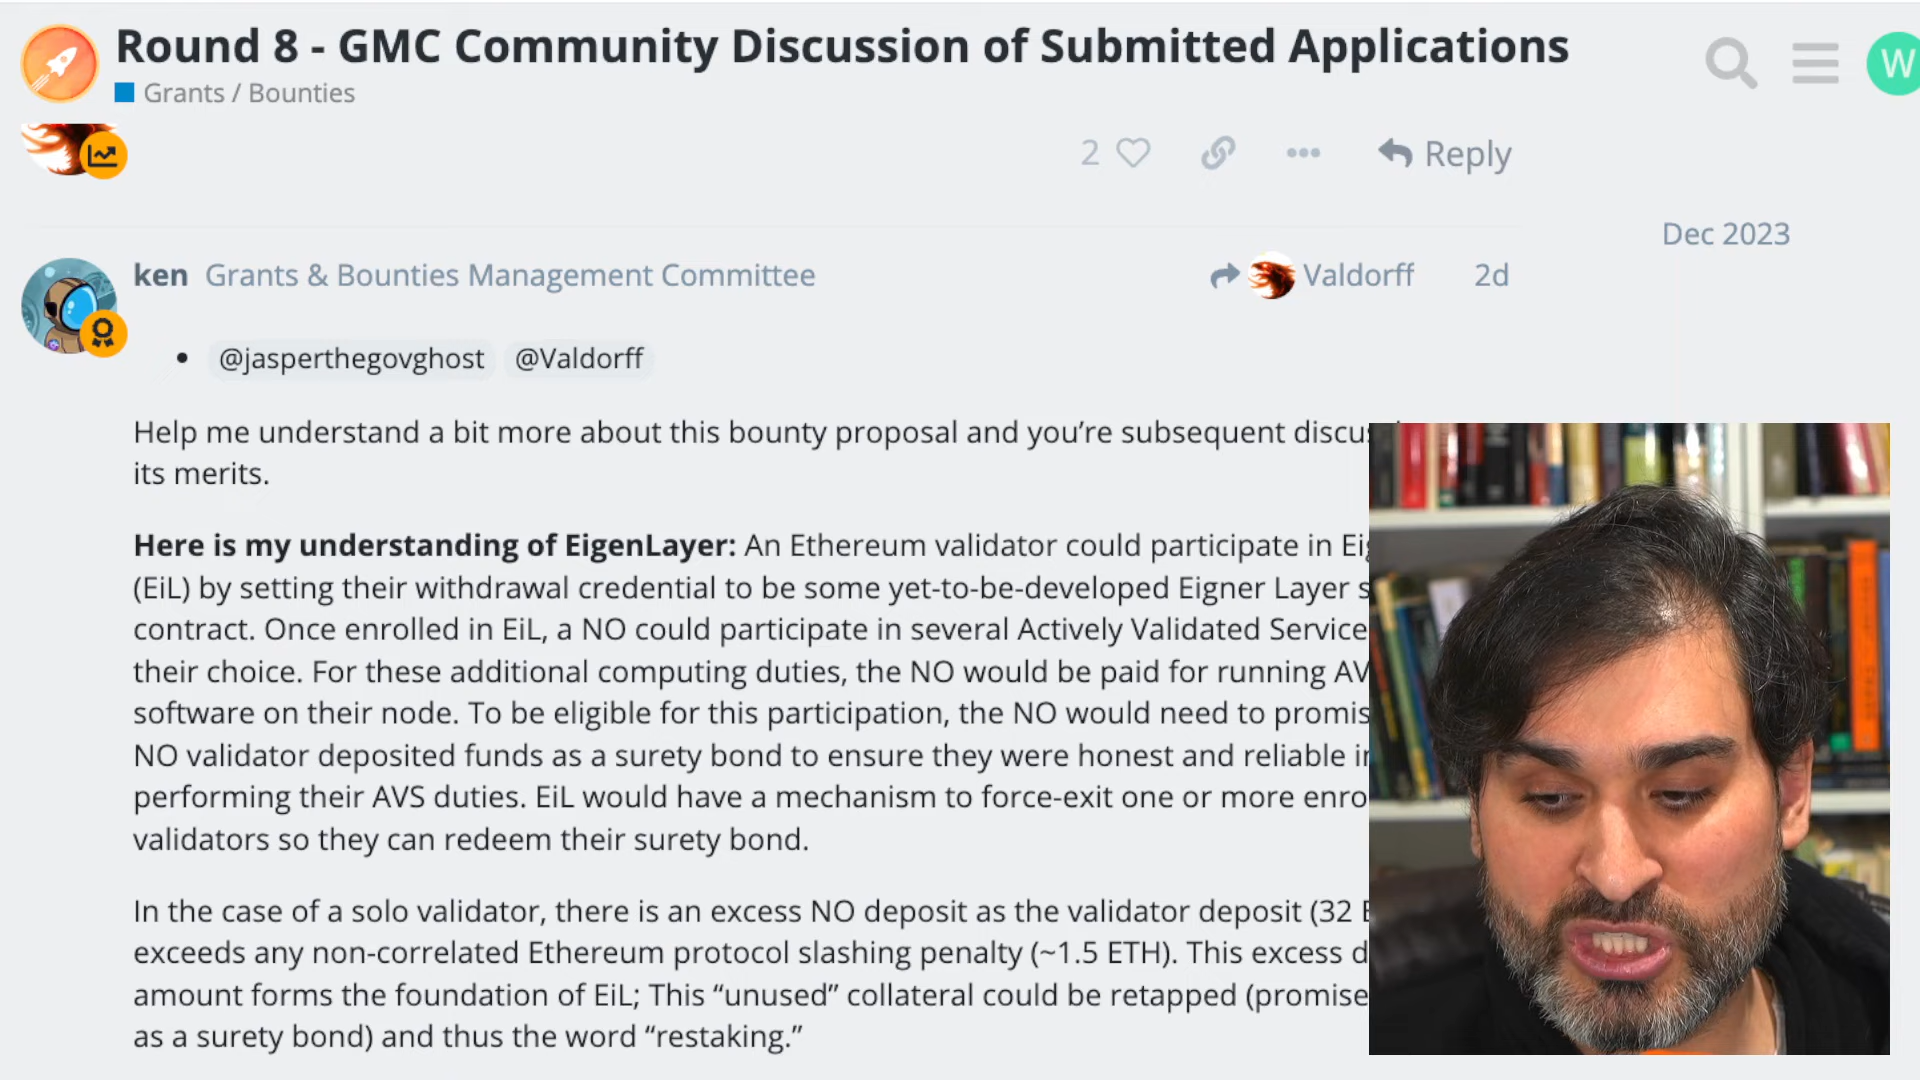 Round 8 - GMC Community Discussion of Submitted Applications
Grants / Bounties
W
2
Reply
Dec 2023
ken Grants & Bounties Management Committee
Valdorff 2d
@jasperthegovghost @Valdorff
Help me understand a bit more about this bounty proposal and you’re subsequent
its merits.
Here is my understanding of EigenLayer: An Ethereum validator could participate in
(EiL) by setting their withdrawal credential to be some yet-to-be-developed Eigner Layer
contract. Once enrolled in EiL, a NO could participate in several Actively Validated Service
their choice. For these additional computing duties, the NO would be paid for running
software on their node. To be eligible for this participation, the NO would need to
NO validator deposited funds as a surety bond to ensure they were honest and reliable
performing their AVS duties. EiL would have a mechanism to force-exit one or more
validators so they can redeem their surety bond.
In the case of a solo validator, there is an excess NO deposit as the validator deposit (32
exceeds any non-correlated Ethereum protocol slashing penalty (~1.5 ETH). This excess
amount forms the foundation of EiL; This “unused” collateral could be retapped (promise
as a surety bond) and thus the word “restaking.”